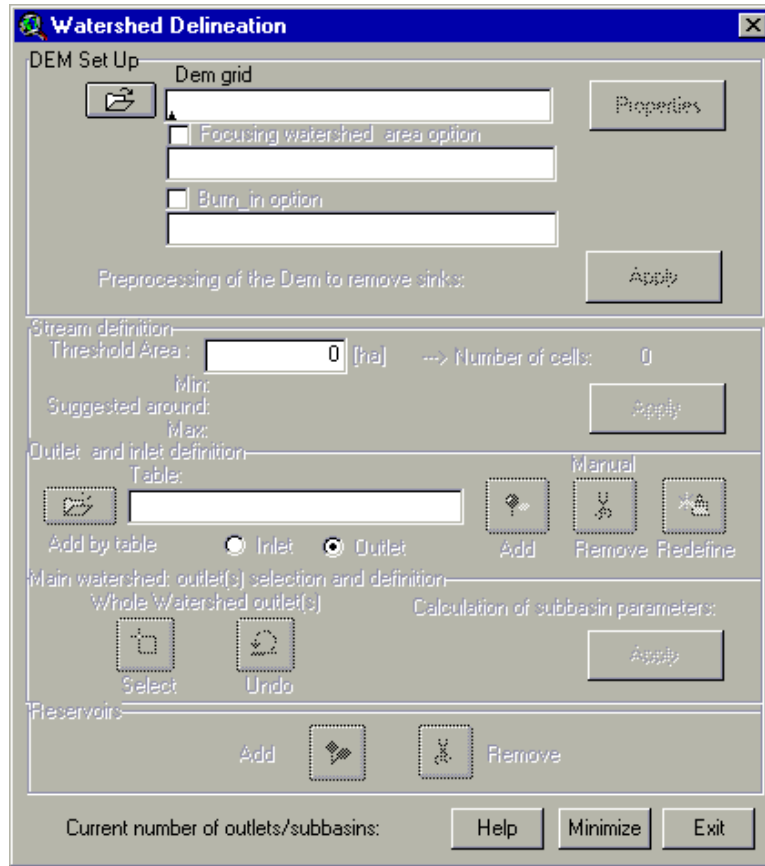 Watershed Delineation
DEM Set Up
Dem grid
Properties
Focusing watershed area option
Burn_in option
Preprocessing of the Dem to remove sinks:
Apply
Stream definition
Threshold Area :
0 [ha] ---> Number of cells: 0
Min:
Suggested around:
Apply
Max:
Outlet and inlet definition
Manual
Table:
Add by table
Inlet
Outlet
Add
Remove
Redefine
Main watershed: outlet(s) selection and definition
Whole Watershed outlet(s)
Calculation of subbasin parameters:
Apply
Select
Undo
Reservoirs
Add
Remove
Current number of outlets/subbasins:
Help
Minimize
Exit